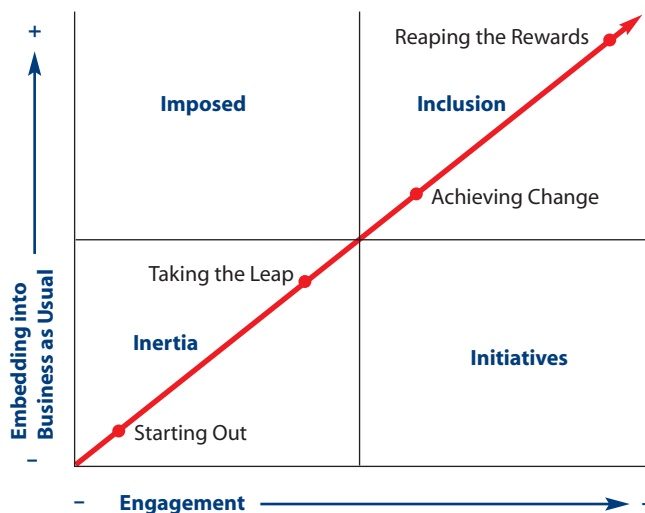 +
Reaping the Rewards
Imposed
Inclusion
Achieving Change
Taking the Leap
Embedding into
Business as Usual
Inertia
Initiatives
Starting Out
–
– Engagement